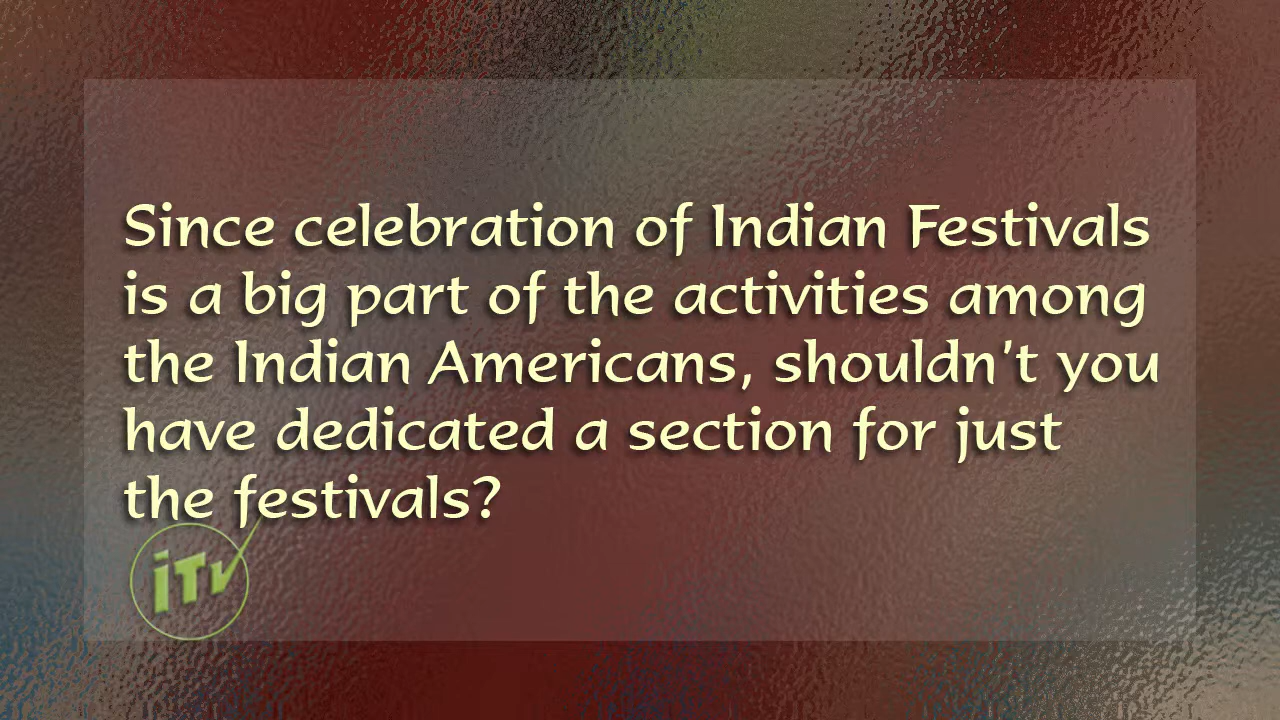 Since celebration of Indian Festivals
is a big part of the activities among
the Indian Americans, shouldn't you
have dedicated a section for just
the festivals?
iTV